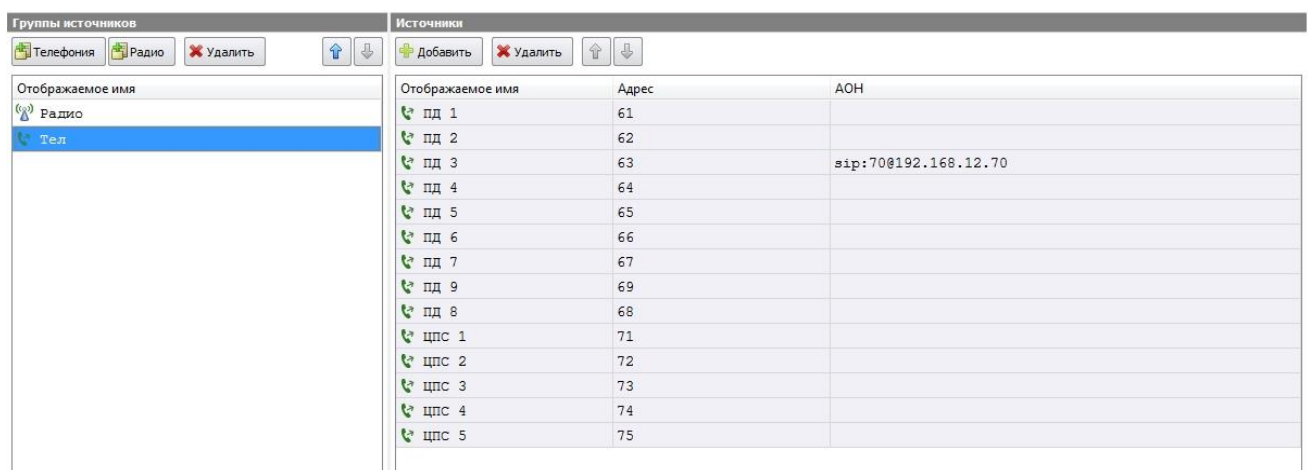 Группы источников
Телефония Радио Удалить
Отображаемое имя
Радио
Тел
Источники
Добавить Удалить
Отображаемое имя Адрес АОН
ПД 1 61
ПД 2 62
ПД 3 63 sip:70@192.168.12.70
ПД 4 64
ПД 5 65
ПД 6 66
ПД 7 67
ПД 9 69
ПД 8 68
ЦПС 1 71
ЦПС 2 72
ЦПС 3 73
ЦПС 4 74
ЦПС 5 75